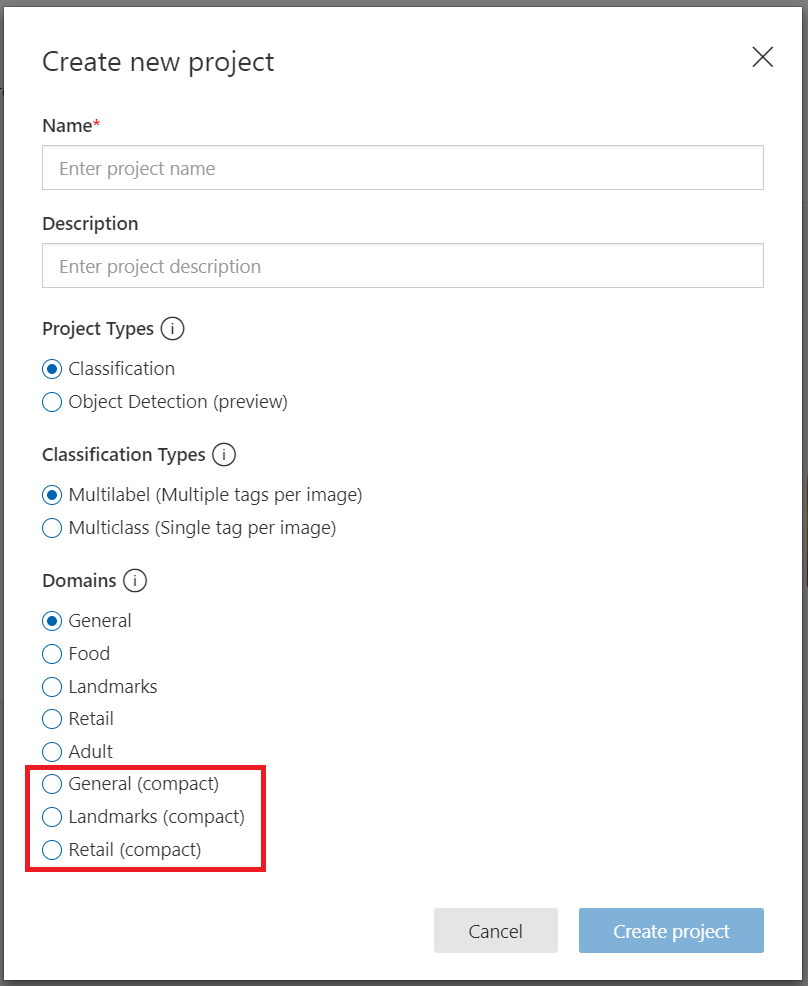 Create new project
Name*
Enter project name
Description
Enter project description
Project Types
Classification
Object Detection (preview)
Classification Types
Multilabel (Multiple tags per image)
Multiclass (Single tag per image)
Domains
General
Food
Landmarks
Retail
Adult
General (compact)
Landmarks (compact)
Retail (compact)
Cancel Create project